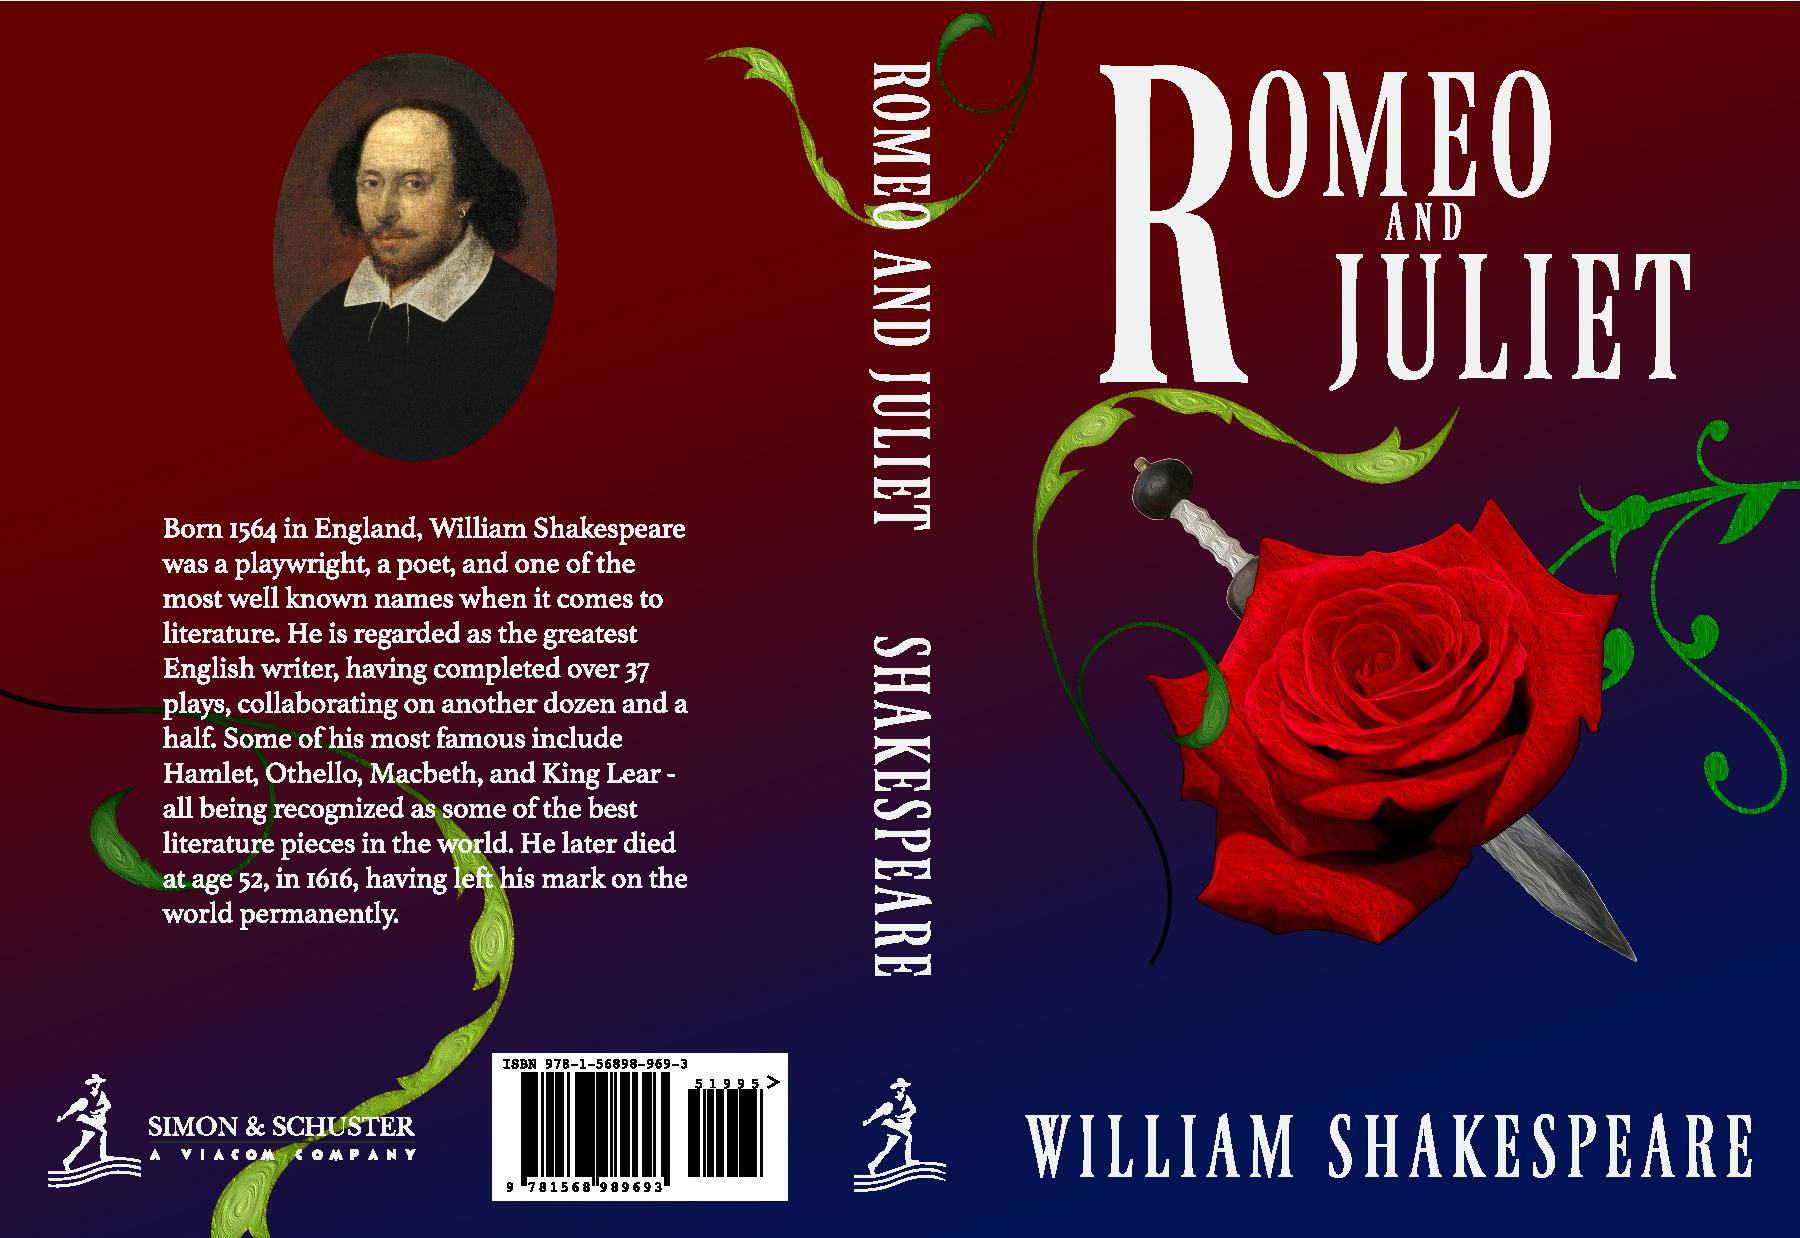 Born 1564 in England, William Shakespeare
was a playwright, a poet, and one of the
most well known names when it comes to
literature. He is regarded as the greatest
English writer, having completed over 37
plays, collaborating on another dozen and a
half. Some of his most famous include
Hamlet, Othello, Macbeth, and King Lear -
all being recognized as some of the best
literature pieces in the world. He later died
at age 52, in 1616, having left his mark on the
world permanently.
SIMON & SCHUSTER
A VIACOM COMPANY
ISBN 978-1-56898-969-3
51995>
9 781568 989693
ROMEO AND JULIET
SHAKESPEARE
ROMEO
AND
JULIET
WILLIAM SHAKESPEARE